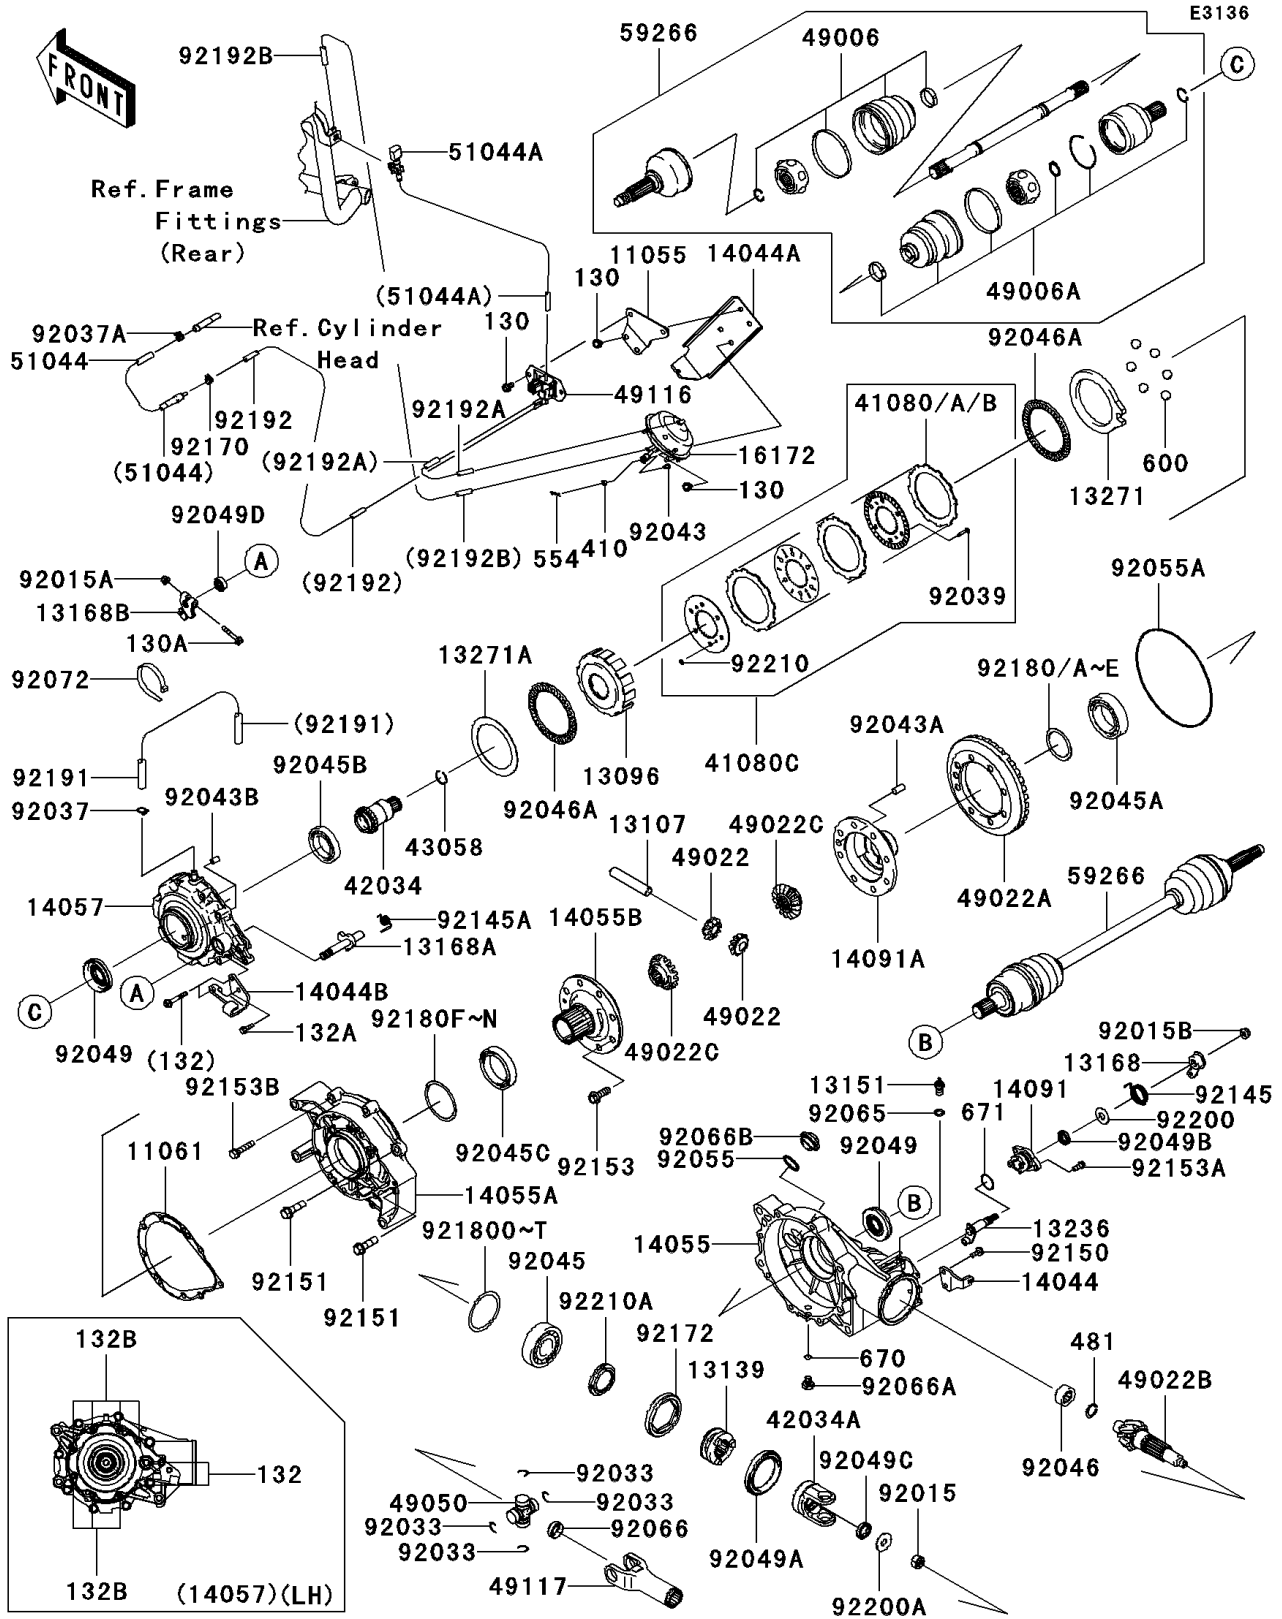 E3136
FRONT
92192B
59266
49006
C
51044A
Ref.Frame
Fittings
(Rear)
49006A
11055
14044A
130
(51044A)
130
92037A
51044
Ref.Cylinder
Head
92046A
49116
92192A
41080/A/B
92192
92170
(51044)
(92192A)
16172
130
600
13271
92049D
A
92043
410
554
(92192B)
(92192)
92015A
13168B
130A
92039
92055A
92210
13271A
92072
92180/A~E
(92191)
92043A
92191
92045B
13096
41080C
92045A
92043B
92037
92046A
13107
49022C
43058
49022
42034
49022A
59266
14057
92145A
14055B
13168A
14091A
A
14044B
C
92049
(132)
132A
92180F~N
49022
49022C
B
92015B
13168
92153B
13151
14091
92145
92065
671
92200
92066B
92049
92049B
11061
92055
92045C
92153
92153A
14055A
B
921800~T
13236
14055
92150
92151
92045
14044
92151
92210A
92172
132B
670
481
13139
92066A
49022B
42034A
92049C
132
92033
92046
92015
49050
92033
92033
92066
92033
92049A
49117
132B
(14057)(LH)
92200A